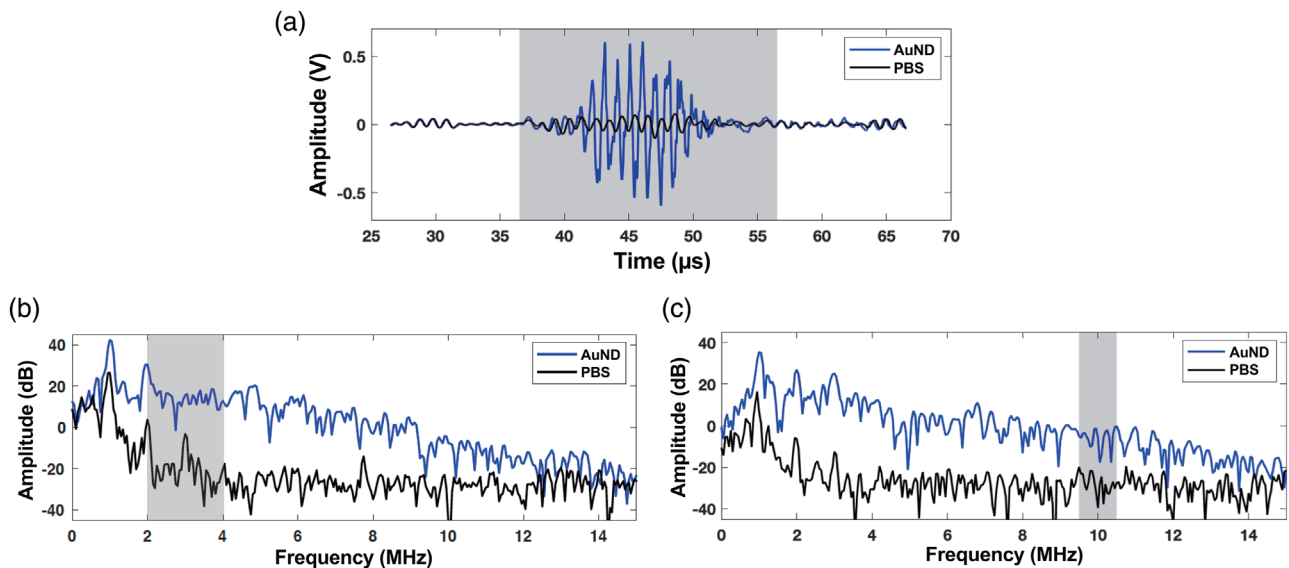 (a)
Amplitude (V)
0.5
0
-0.5
AuND
PBS
25 30 35 40 45 50 55 60 65 70
Time (µs)
(b)
Amplitude (dB)
40
20
0
-20
-40
AuND
PBS
0 2 4 6 8 10 12 14
Frequency (MHz)
(c)
Amplitude (dB)
40
20
0
-20
-40
AuND
PBS
0 2 4 6 8 10 12 14
Frequency (MHz)